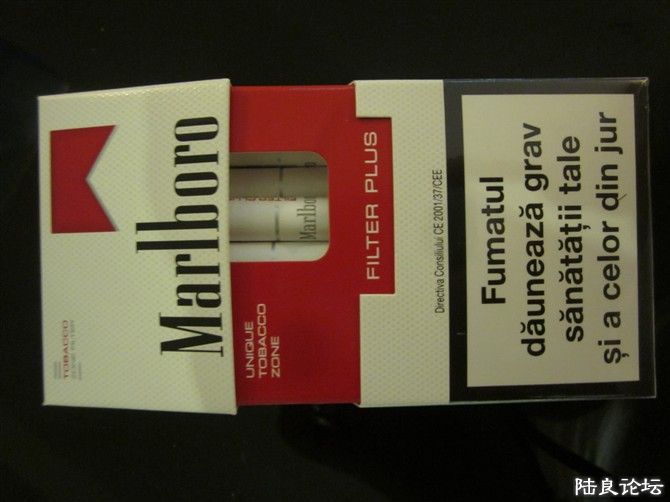 Marlboro
TOBACCO
UNIQUE
TOBACCO
ZONE
Marlbo
FILTER PLUS
Directiva Consiliului CE 2001/37/CEE
Fumatul
dăunează grav
sănătății tale
și a celor din jur
陆良论坛